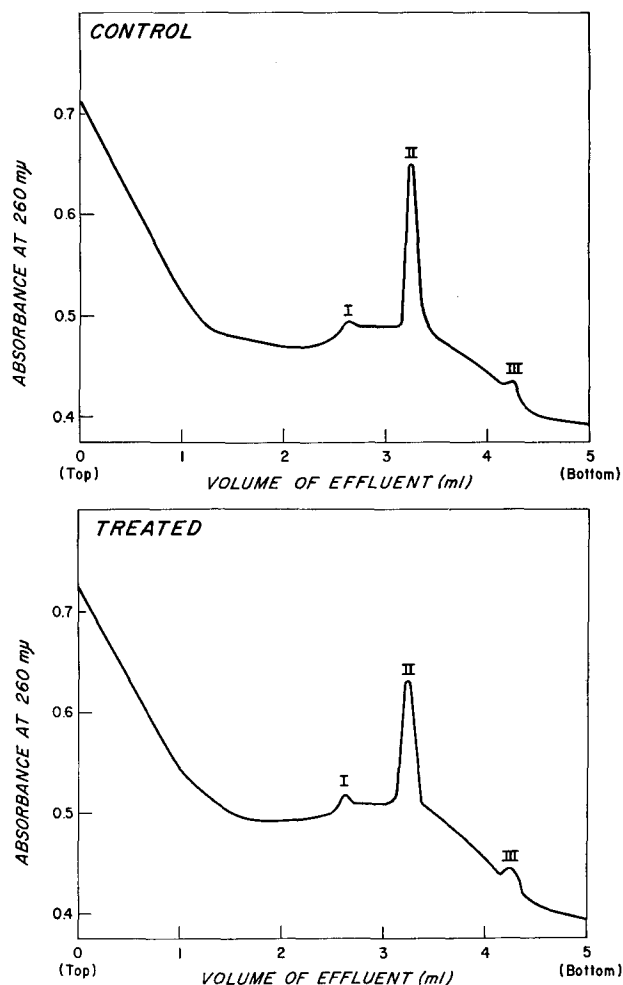 CONTROL
ABSORBANCE AT 260 mμ
0.7
0.6
0.5
0.4
I
II
III
0 1 2 3 4 5
(Top) (Bottom)
VOLUME OF EFFLUENT (ml)
TREATED
ABSORBANCE AT 260 mμ
0.7
0.6
0.5
0.4
I
II
III
0 1 2 3 4 5
(Top) (Bottom)
VOLUME OF EFFLUENT (ml)